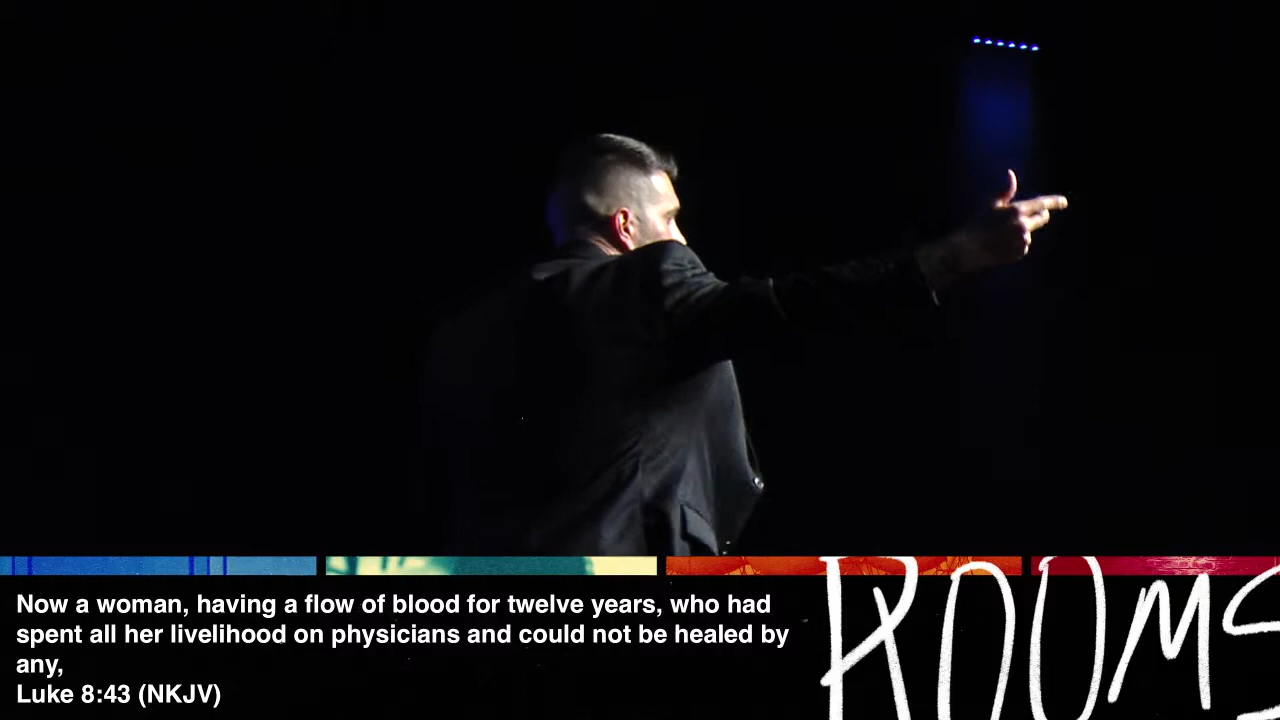 Now a woman, having a flow of blood for twelve years, who had
spent all her livelihood on physicians and could not be healed by
any,
Luke 8:43 (NKJV)
ROOMS